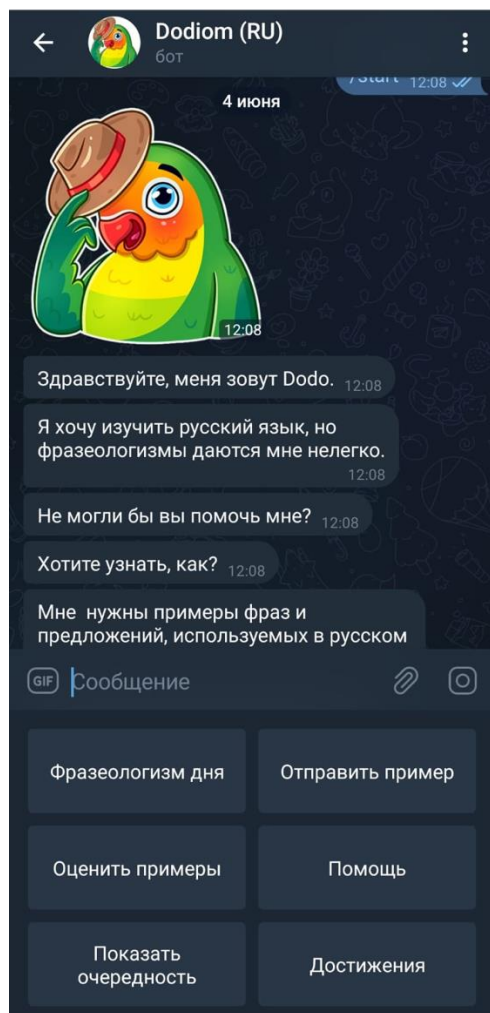 Dodiom (RU)
бот
/start 12:08
4 июня
12:08
Здравствуйте, меня зовут Dodo. 12:08
Я хочу изучить русский язык, но
фразеологизмы даются мне нелегко.
12:08
Не могли бы вы помочь мне? 12:08
Хотите узнать, как? 12:08
Мне нужны примеры фраз и
предложений, используемых в русском
GIF Сообщение
Фразеологизм дня
Отправить пример
Оценить примеры
Помощь
Показать
очередность
Достижения